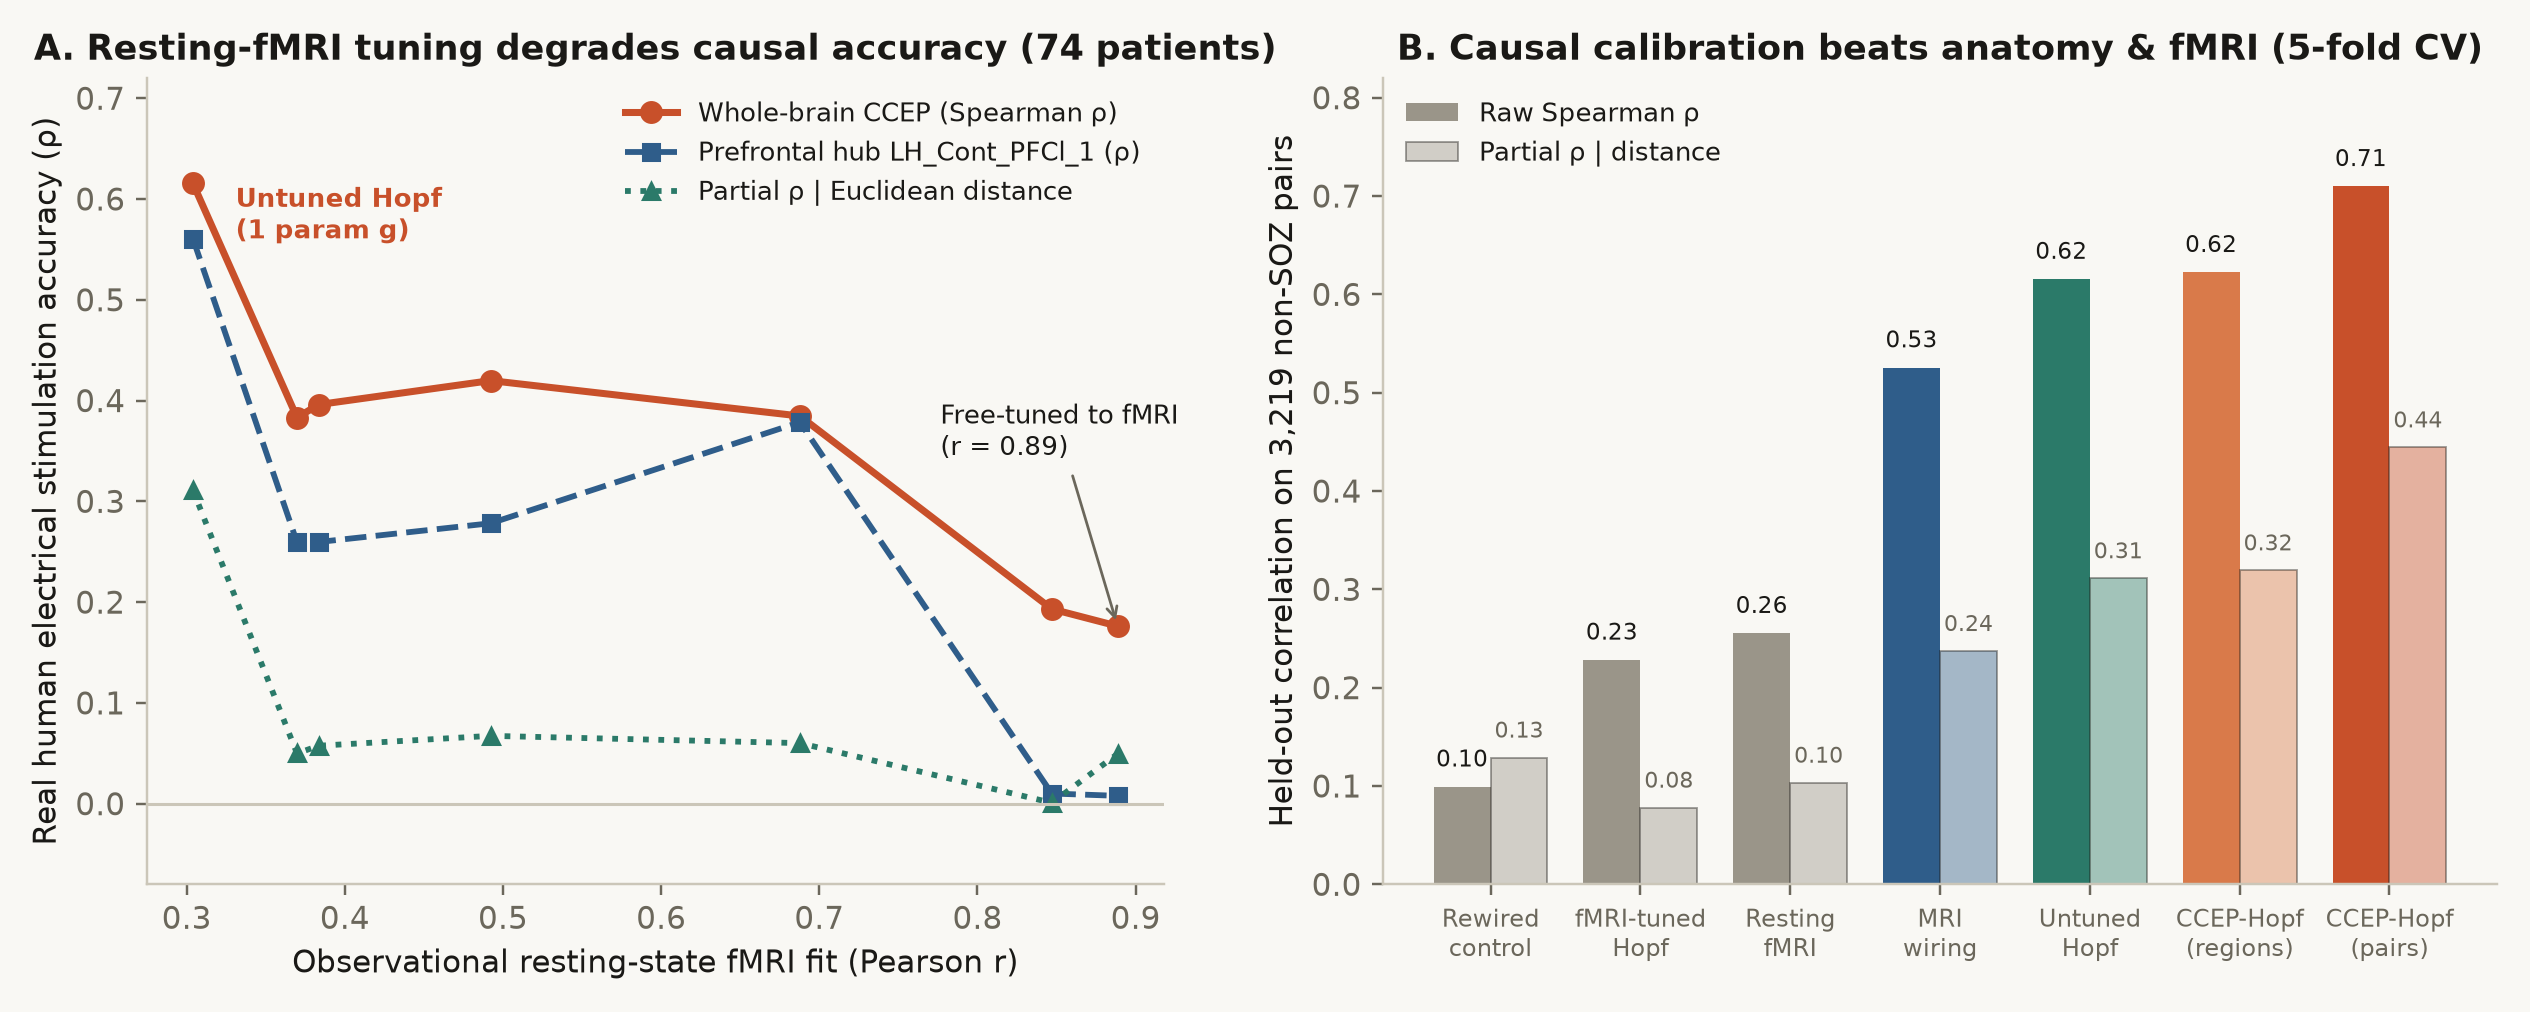 A. Resting-fMRI tuning degrades causal accuracy (74 patients)
Real human electrical stimulation accuracy (ρ)
0.7
0.6
0.5
0.4
0.3
0.2
0.1
0.0
Whole-brain CCEP (Spearman ρ)
Prefrontal hub LH_Cont_PFCl_1 (ρ)
Partial ρ | Euclidean distance
Untuned Hopf
(1 param g)
Free-tuned to fMRI
(r = 0.89)
0.3 0.4 0.5 0.6 0.7 0.8 0.9
Observational resting-state fMRI fit (Pearson r)
B. Causal calibration beats anatomy & fMRI (5-fold CV)
Held-out correlation on 3,219 non-SOZ pairs
0.8
0.7
0.6
0.5
0.4
0.3
0.2
0.1
0.0
Raw Spearman ρ
Partial ρ | distance
0.10
0.13
0.23
0.08
0.26
0.10
0.53
0.24
0.62
0.31
0.62
0.32
0.71
0.44
Rewired
control
fMRI-tuned
Hopf
Resting
fMRI
MRI
wiring
Untuned
Hopf
CCEP-Hopf
(regions)
CCEP-Hopf
(pairs)